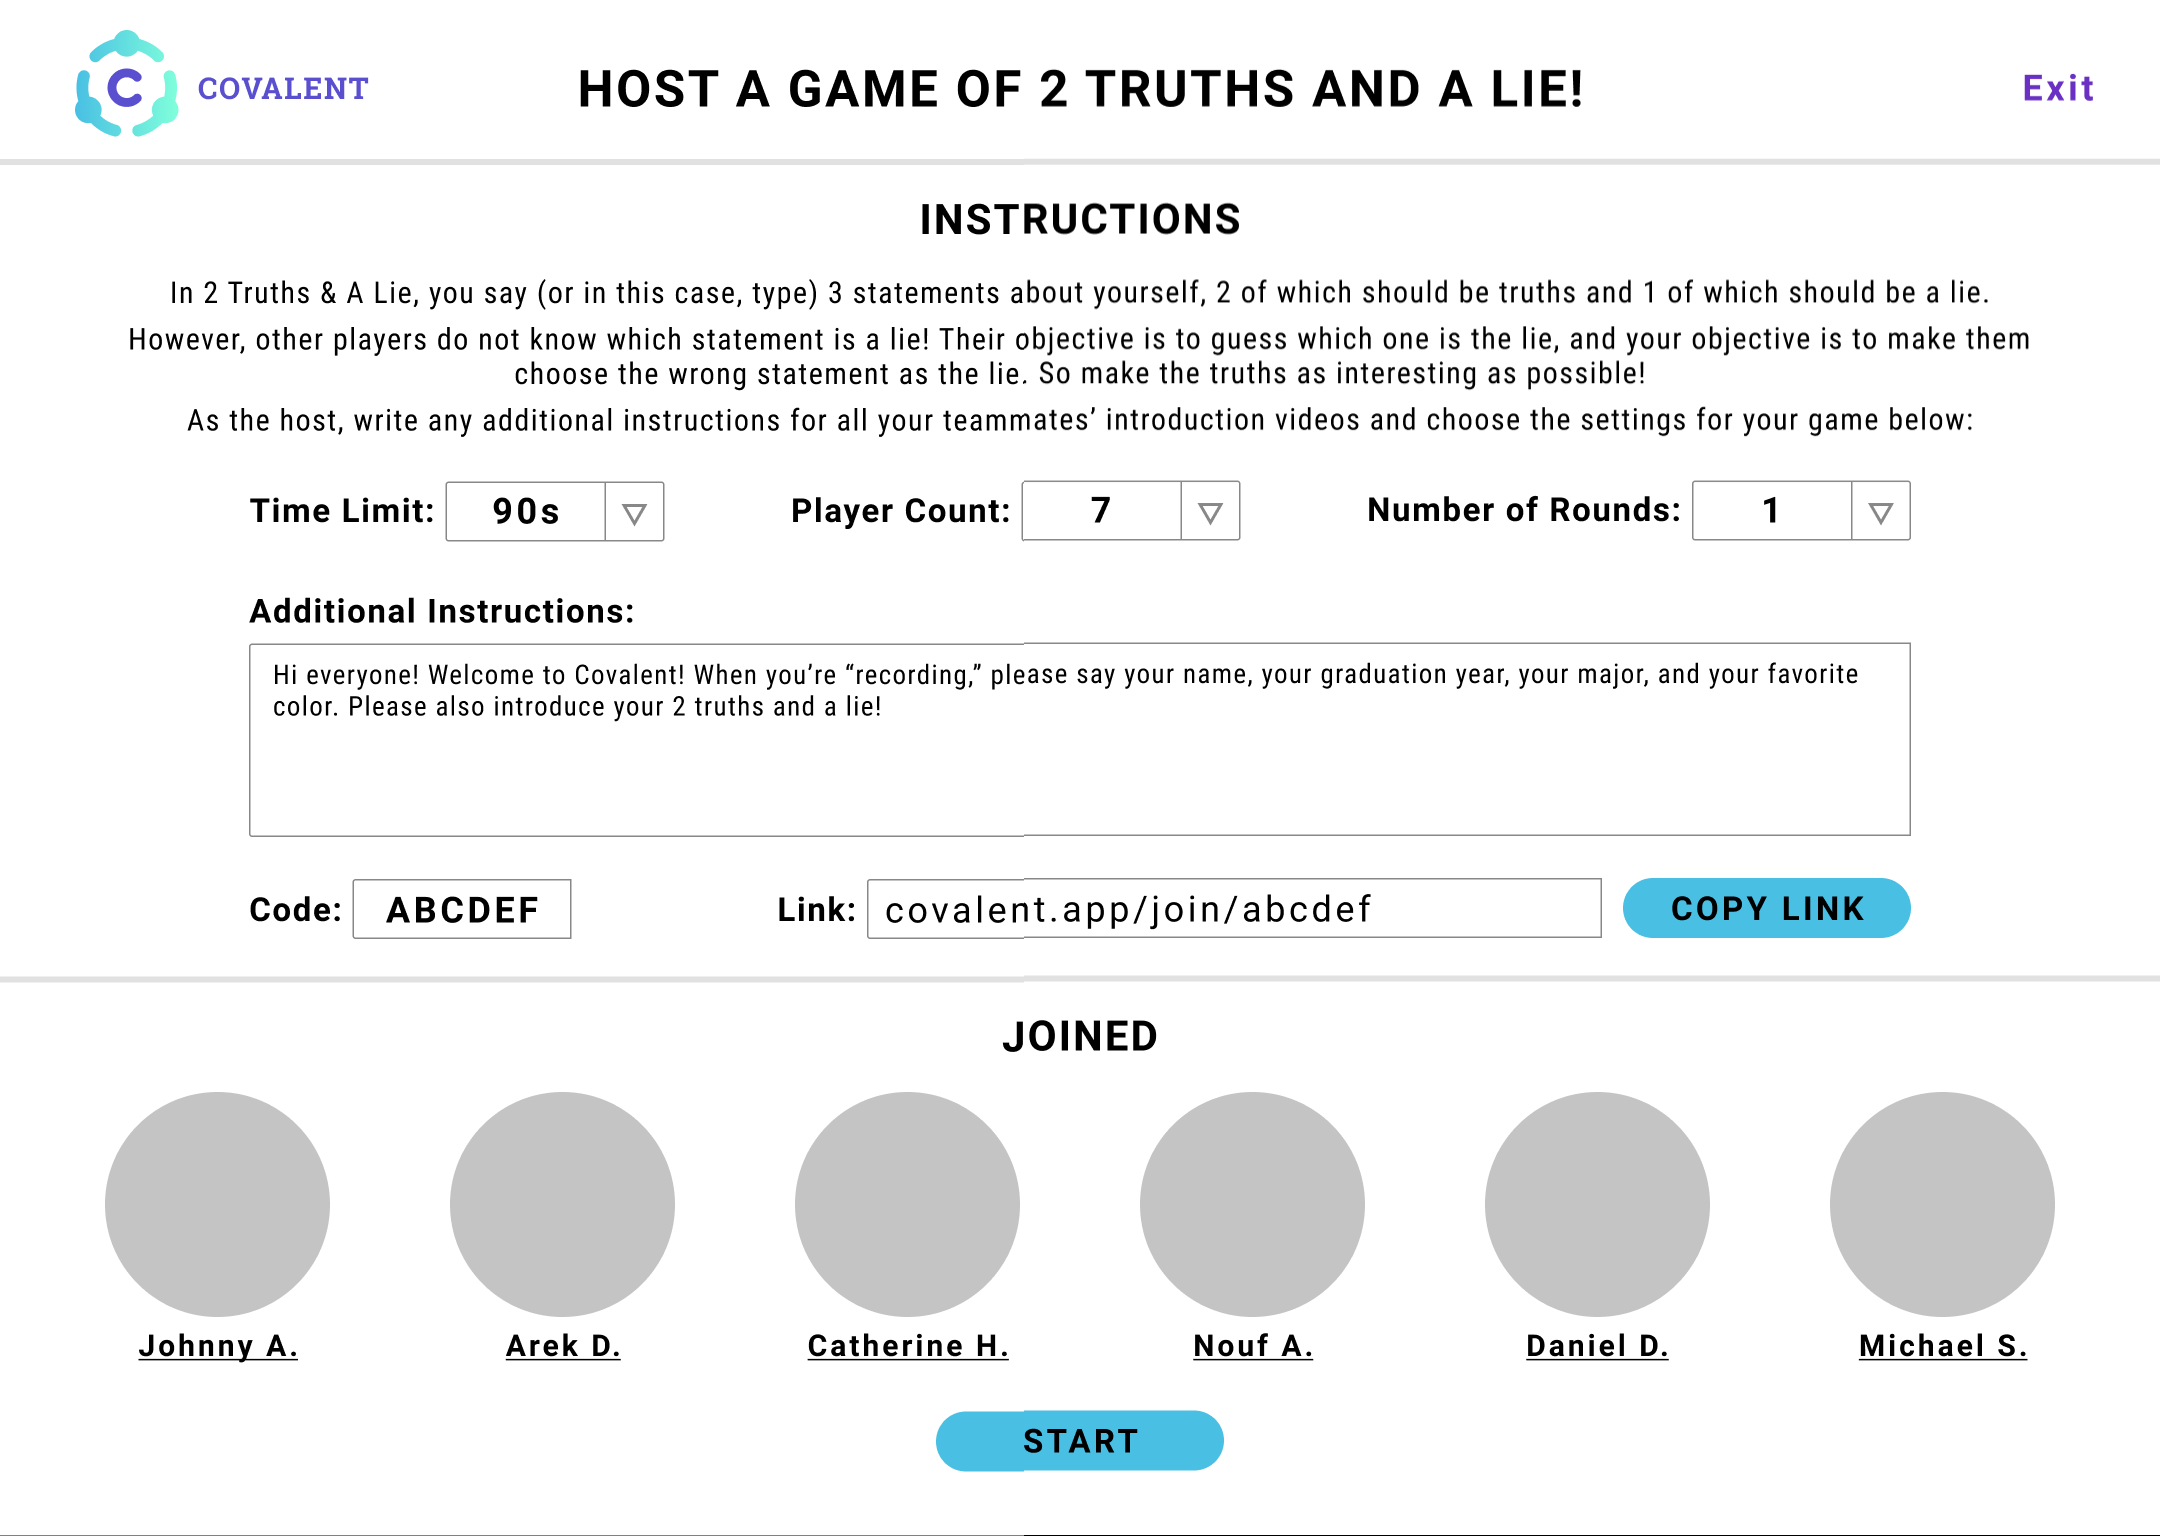 COVALENT
HOST A GAME OF 2 TRUTHS AND A LIE!
Exit
INSTRUCTIONS
In 2 Truths & A Lie, you say (or in this case, type) 3 statements about yourself, 2 of which should be truths and 1 of which should be a lie.
However, other players do not know which statement is a lie! Their objective is to guess which one is the lie, and your objective is to make them
choose the wrong statement as the lie. So make the truths as interesting as possible!
As the host, write any additional instructions for all your teammates’ introduction videos and choose the settings for your game below:
Time Limit: 90s Player Count: 7 Number of Rounds: 1
Additional Instructions:
Hi everyone! Welcome to Covalent! When you’re “recording,” please say your name, your graduation year, your major, and your favorite
color. Please also introduce your 2 truths and a lie!
Code: ABCDEF Link: covalent.app/join/abcdef COPY LINK
JOINED
Johnny A. Arek D. Catherine H. Nouf A. Daniel D. Michael S.
START